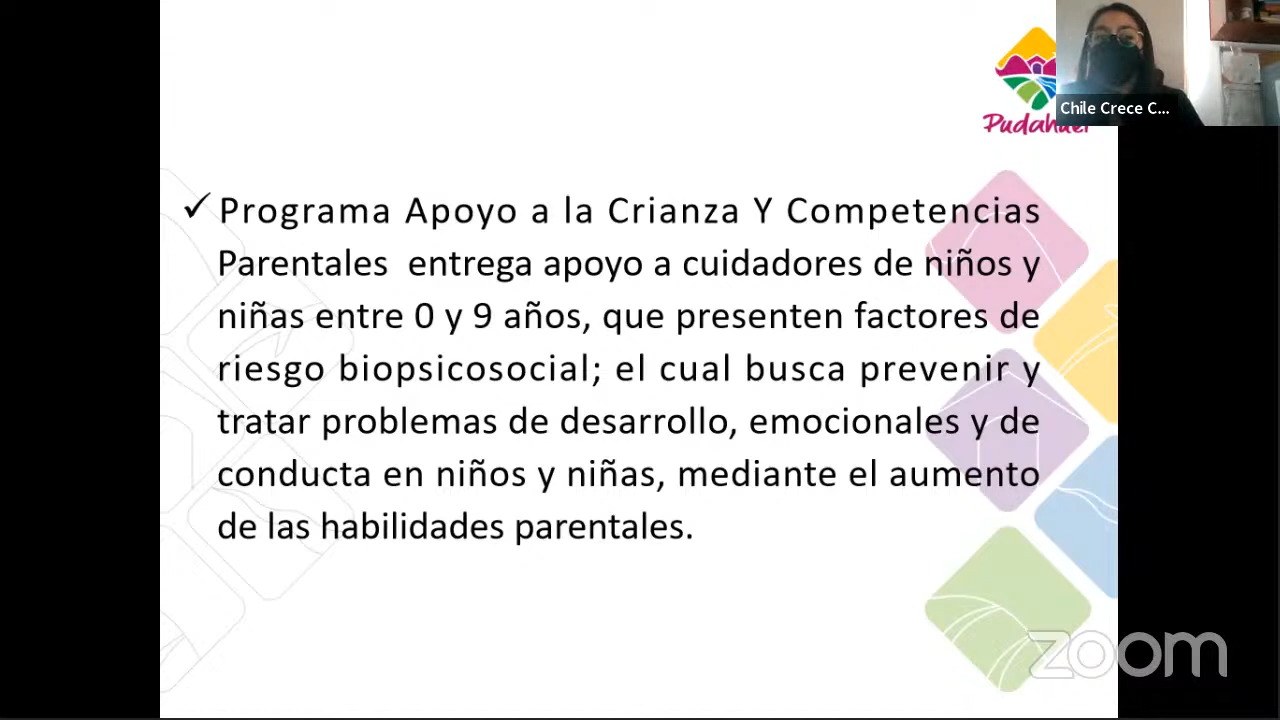 Pudahuel
Chile Crece C...
✓ Programa Apoyo a la Crianza Y Competencias
Parentales entrega apoyo a cuidadores de niños y
niñas entre 0 y 9 años, que presenten factores de
riesgo biopsicosocial; el cual busca prevenir y
tratar problemas de desarrollo, emocionales y de
conducta en niños y niñas, mediante el aumento
de las habilidades parentales.
zoom